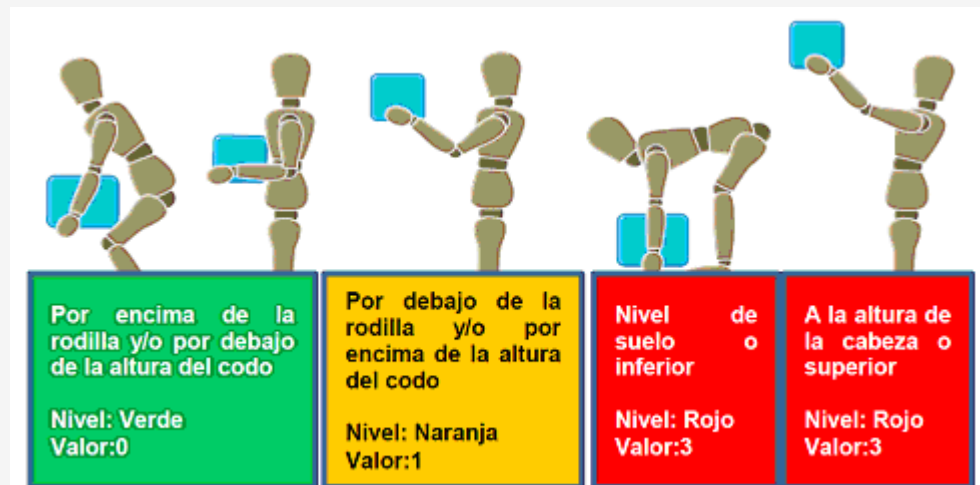 Por encima de la
rodilla y/o por debajo
de la altura del codo
Nivel: Verde
Valor:0
Por debajo de la
rodilla y/o por
encima de la altura
del codo
Nivel: Naranja
Valor:1
Nivel de
suelo o
inferior
Nivel: Rojo
Valor:3
A la altura de
la cabeza o
superior
Nivel: Rojo
Valor:3